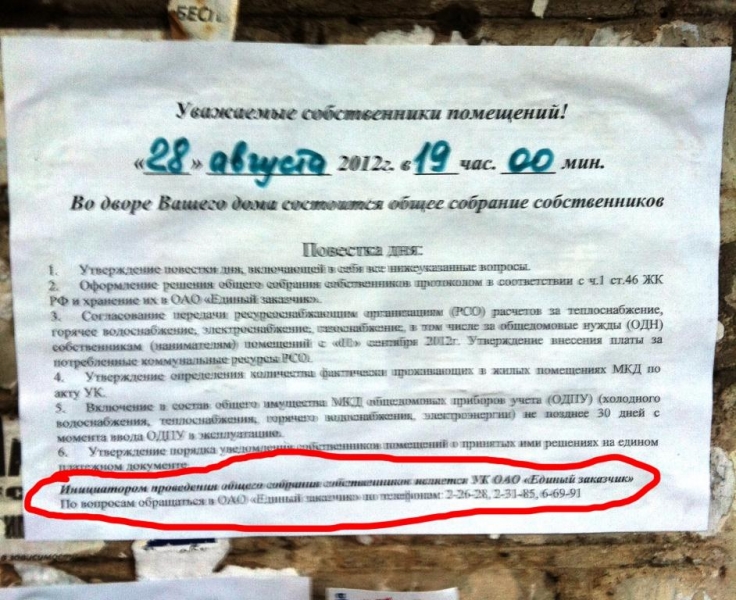 БЕСП
Уважаемые собственники помещений!
«28» августа 2012г. в 19 час. 00 мин.
Во дворе Вашего дома состоится общее собрание собственников
Повестка дня:
1. Утверждение повестки дня, включающей в себя все нижеуказанные вопросы.
2. Оформление решения общего собрания собственников протоколом в соответствии с ч.1 ст.46 ЖК
РФ и хранение их в ОАО «Единый заказчик».
3. Согласование передачи ресурсоснабжающим организациям (РСО) расчетов за теплоснабжение,
горячее водоснабжение, электроснабжение, газоснабжение, в том числе за общедомовые нужды (ОДН)
собственникам (нанимателям) помещений с «01» сентября 2012г. Утверждение внесения платы за
потребленные коммунальные ресурсы РСО).
4. Утверждение определения количества фактически проживающих в жилых помещениях МКД по
акту УК.
5. Включение в состав общего имущества МКД общедомовых приборов учета (ОДПУ) (холодного
водоснабжения, теплоснабжения, горячего водоснабжения, электроэнергии) не позднее 30 дней с
момента ввода ОДПУ в эксплуатацию.
6. Утверждение порядка уведомления собственников помещений о принятых ими решениях на едином
платежном документе
Инициатором проведения общего собрания собственников является УК ОАО «Единый заказчик»
По вопросам обращаться в ОАО «Единый заказчик» по телефонам: 2-26-28, 2-31-85, 6-69-91